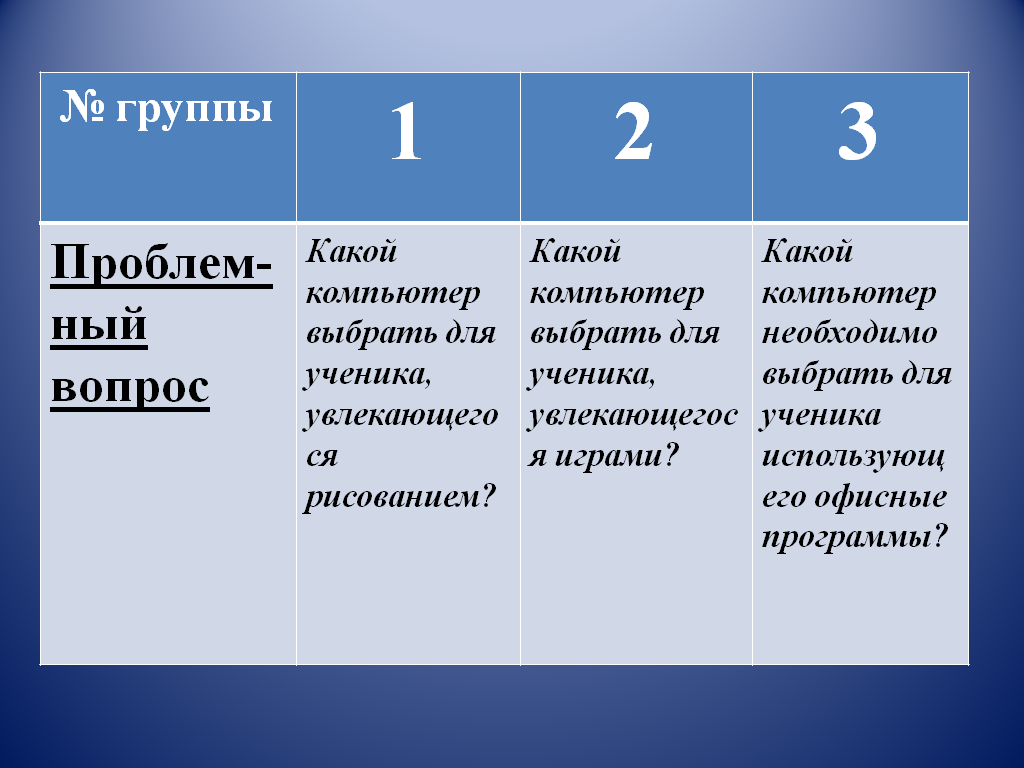 № группы
1
2
3
Проблем-
ный
вопрос
Какой
компьютер
выбрать для
ученика,
увлекающего
ся
рисованием?
Какой
компьютер
выбрать для
ученика,
увлекающегос
я играми?
Какой
компьютер
необходимо
выбрать для
ученика
использующ
его офисные
программы?